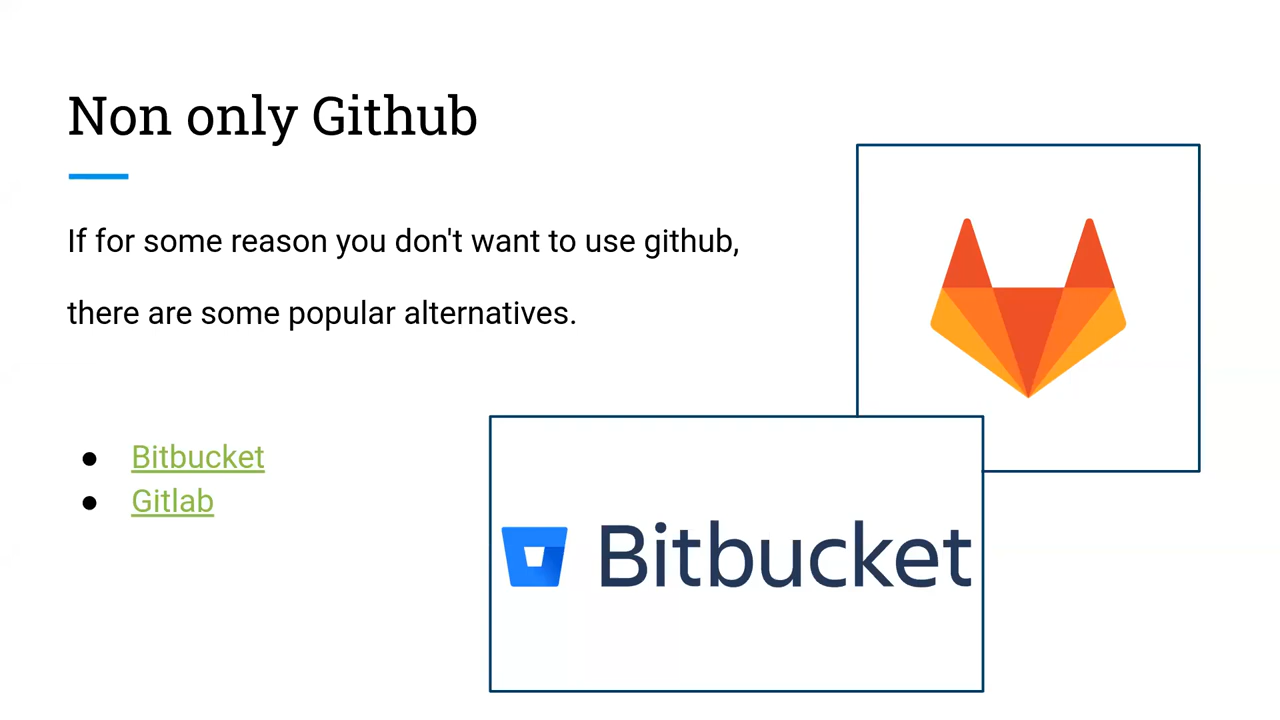 Non only Github
If for some reason you don't want to use github,
there are some popular alternatives.
● Bitbucket
● Gitlab
Bitbucket